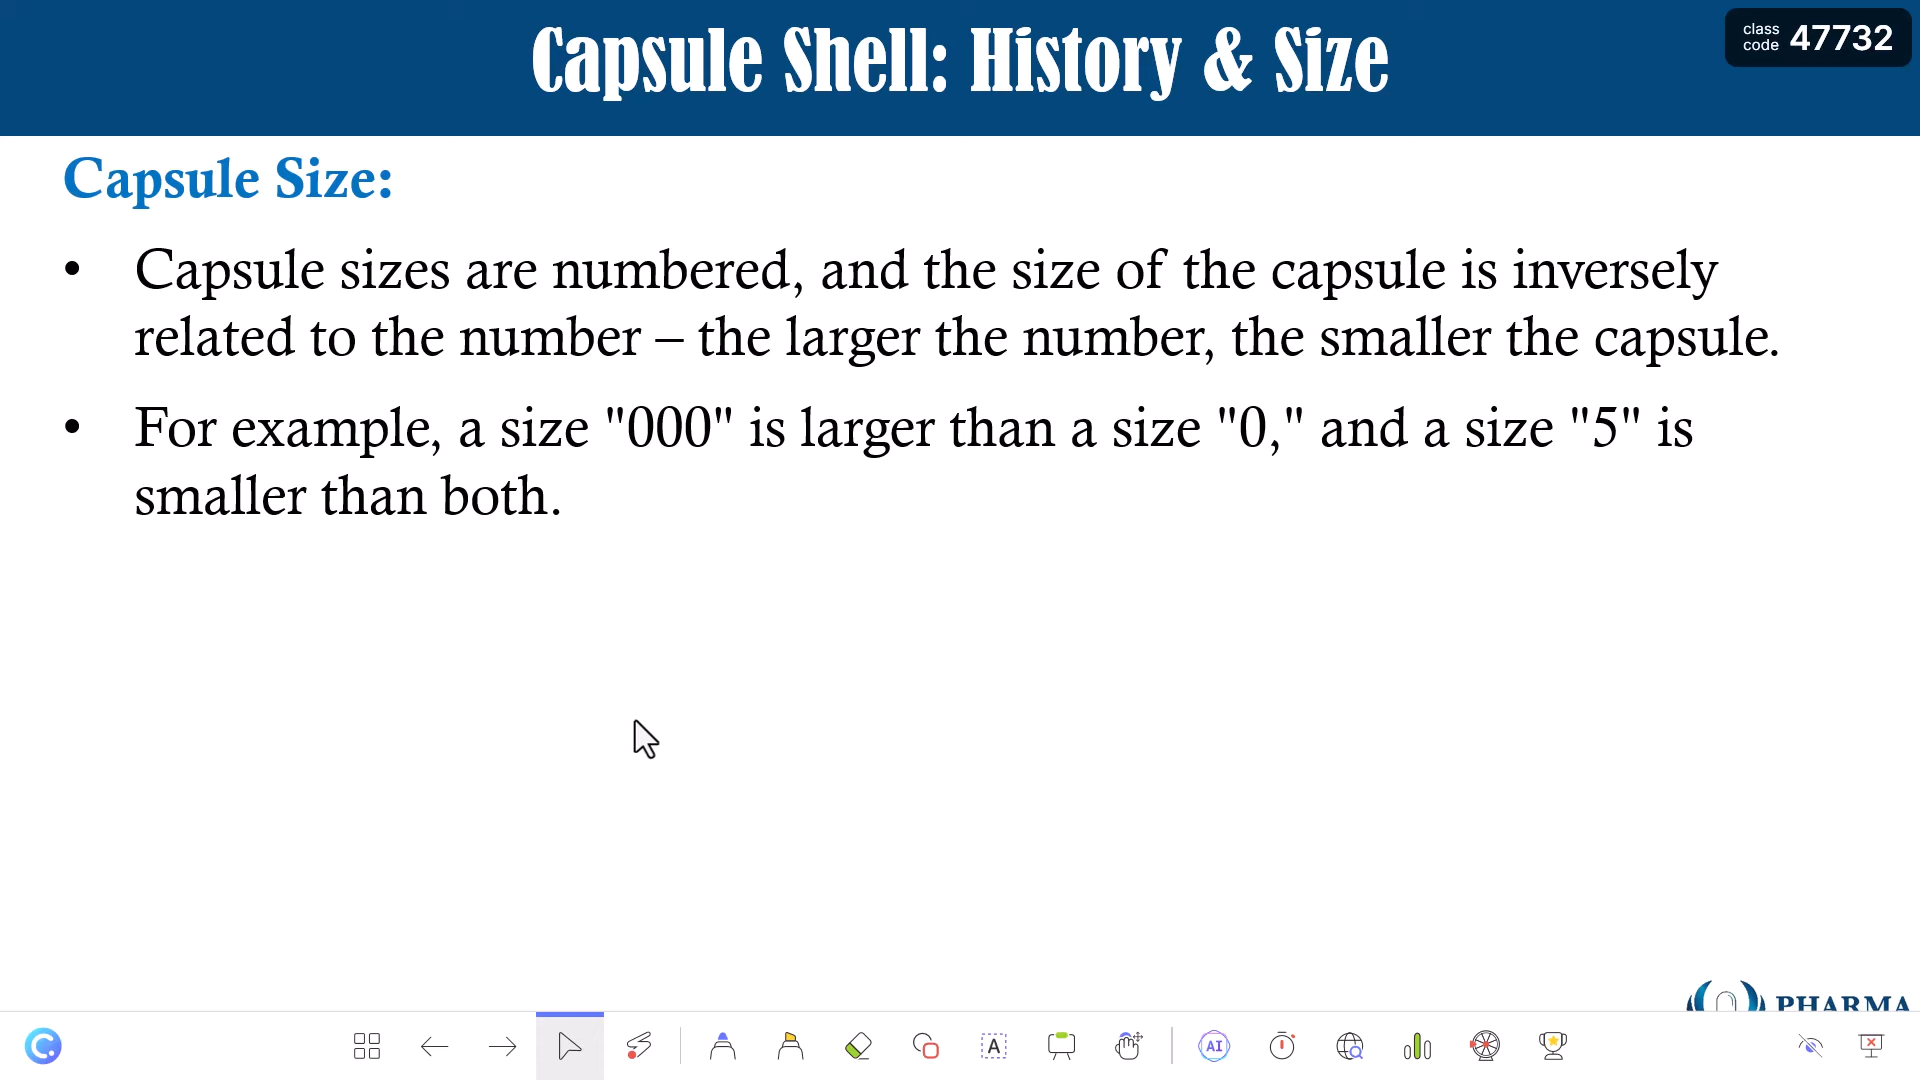 Capsule Shell: History & Size
class
code 47732
Capsule Size:
• Capsule sizes are numbered, and the size of the capsule is inversely
related to the number – the larger the number, the smaller the capsule.
• For example, a size "000" is larger than a size "0," and a size "5" is
smaller than both.
PHARMA
A
AI